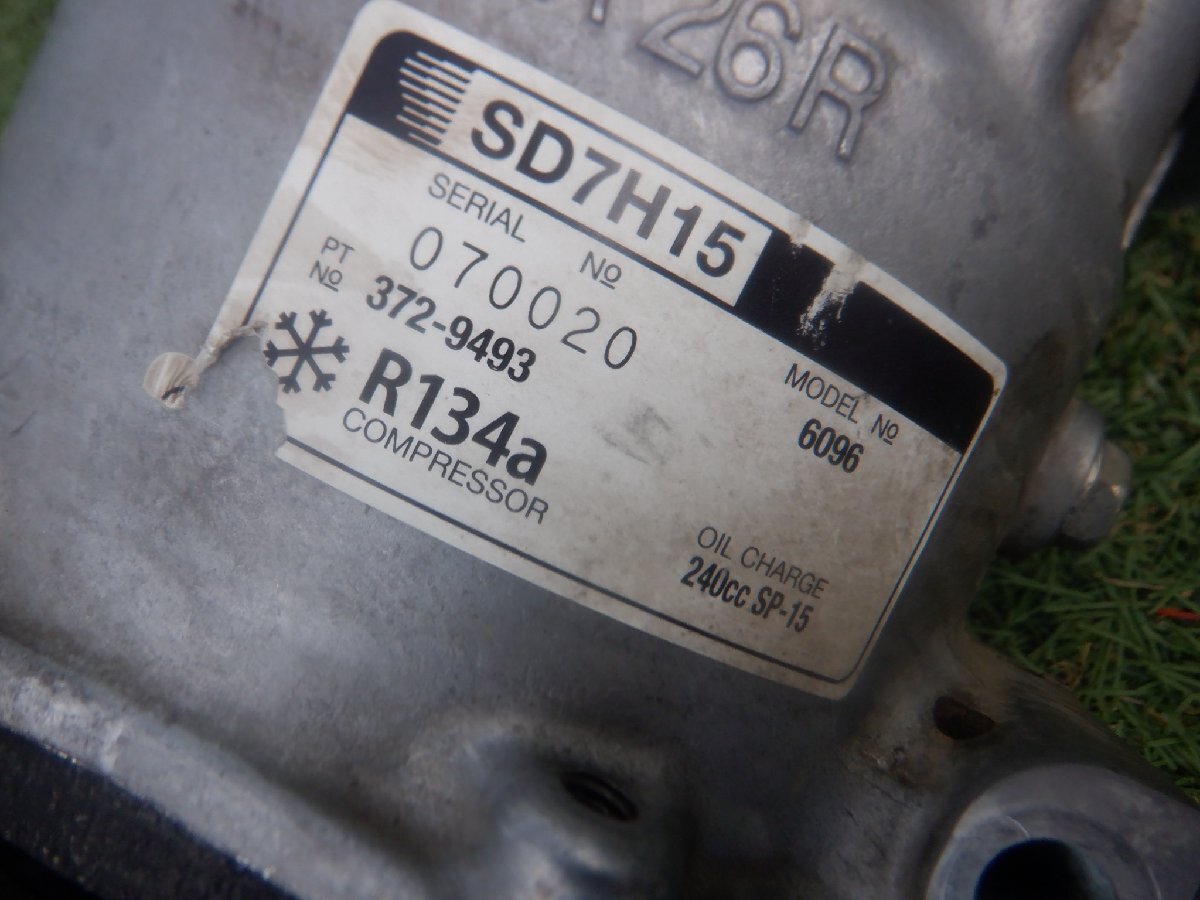 26R
SD7H15
SERIAL Nº
070020
PT Nº 372-9493
R134a
COMPRESSOR
MODEL Nº
6096
OIL CHARGE
240cc SP-15